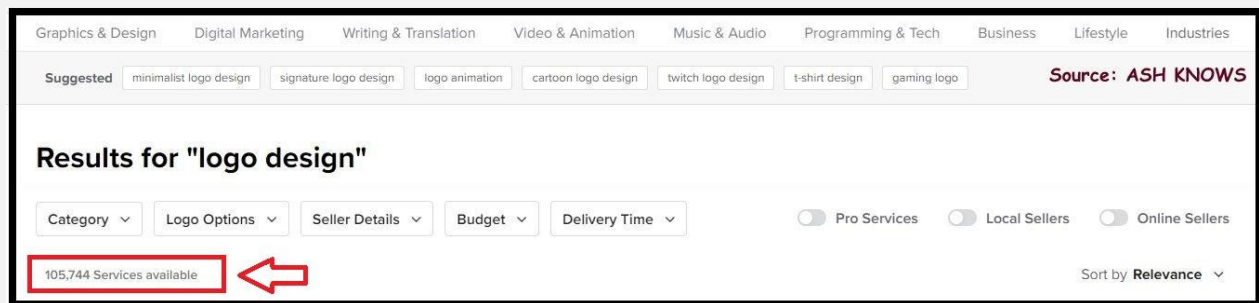 Graphics & Design Digital Marketing Writing & Translation Video & Animation Music & Audio Programming & Tech Business Lifestyle Industries
Suggested minimalist logo design signature logo design logo animation cartoon logo design twitch logo design t-shirt design gaming logo Source: ASH KNOWS
Results for "logo design"
Category Logo Options Seller Details Budget Delivery Time Pro Services Local Sellers Online Sellers
105,744 Services available Sort by Relevance